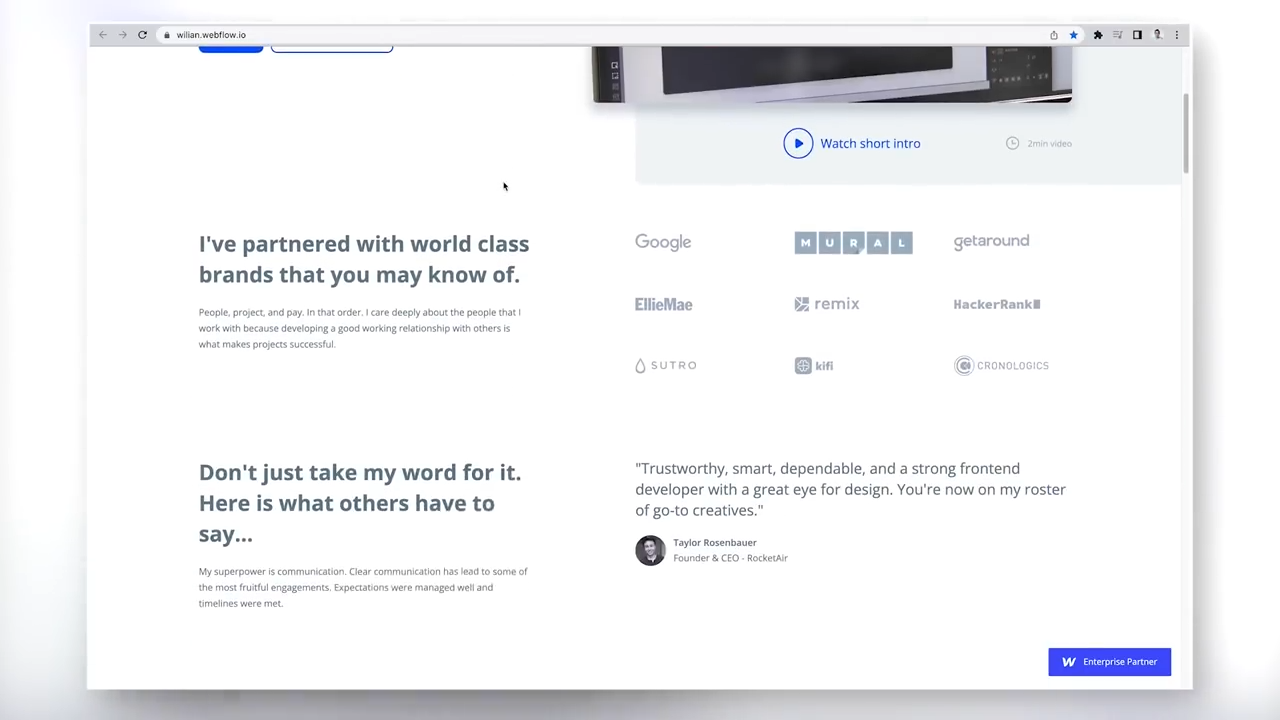 wilian.webflow.io
Watch short intro
2min video
I've partnered with world class
brands that you may know of.
People, project, and pay. In that order. I care deeply about the people that I
work with because developing a good working relationship with others is
what makes projects successful.
Google
MURAL
getaround
EllieMae
remix
HackerRank
SUTRO
kifi
CRONOLOGICS
Don't just take my word for it.
Here is what others have to
say...
My superpower is communication. Clear communication has lead to some of
the most fruitful engagements. Expectations were managed well and
timelines were met.
"Trustworthy, smart, dependable, and a strong frontend
developer with a great eye for design. You're now on my roster
of go-to creatives."
Taylor Rosenbauer
Founder & CEO - RocketAir
Enterprise Partner